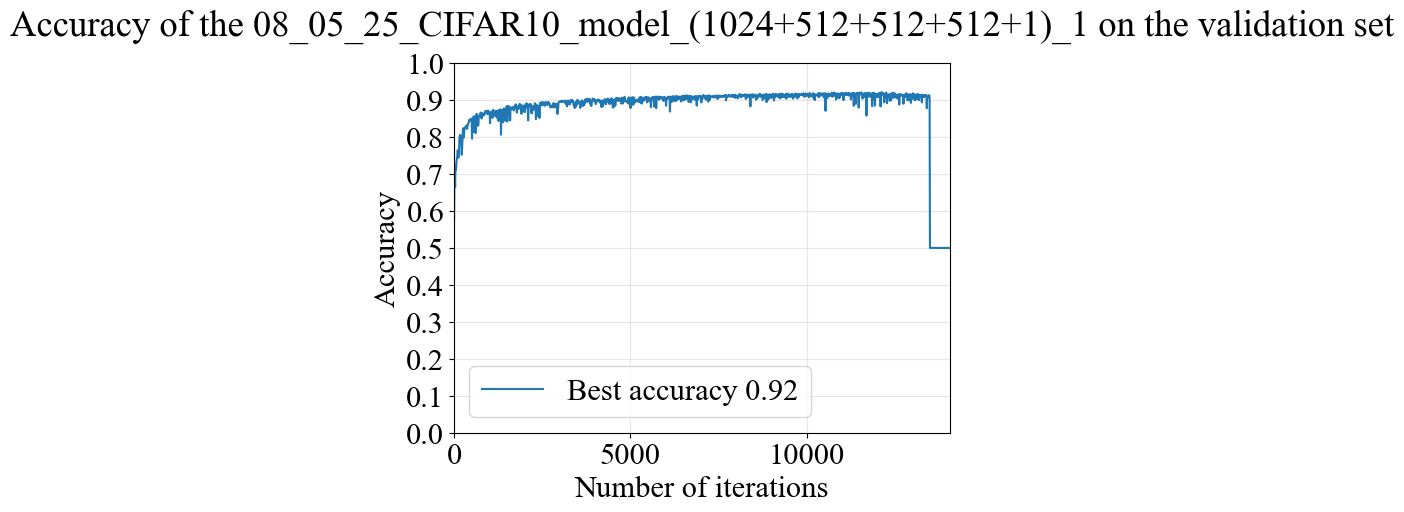 Accuracy of the 08_05_25_CIFAR10_model_(1024+512+512+512+1)_1 on the validation set
1.0
0.9
0.8
0.7
0.6
0.5
0.4
0.3
0.2
0.1
0.0
Accuracy
Best accuracy 0.92
0 5000 10000
Number of iterations